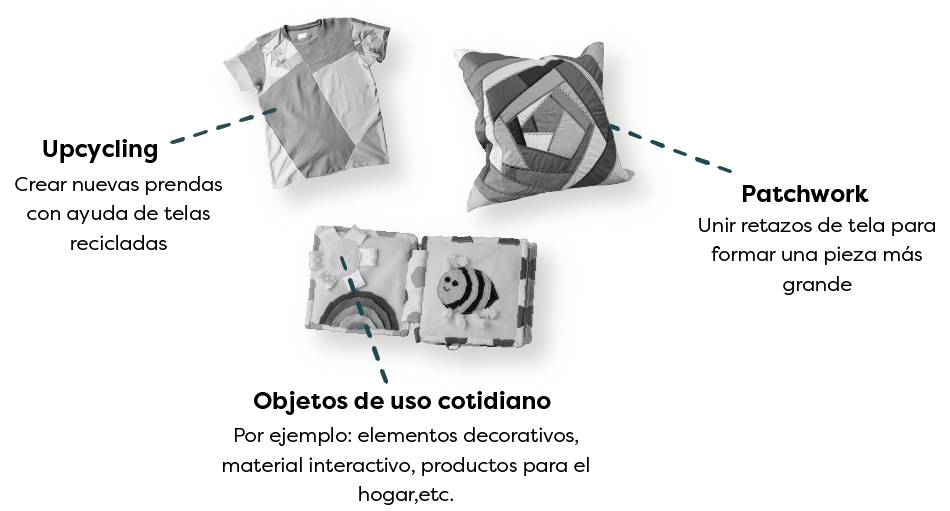 Upcycling
Crear nuevas prendas
con ayuda de telas
recicladas
Patchwork
Unir retazos de tela para
formar una pieza más
grande
Objetos de uso cotidiano
Por ejemplo: elementos decorativos,
material interactivo, productos para el
hogar,etc.